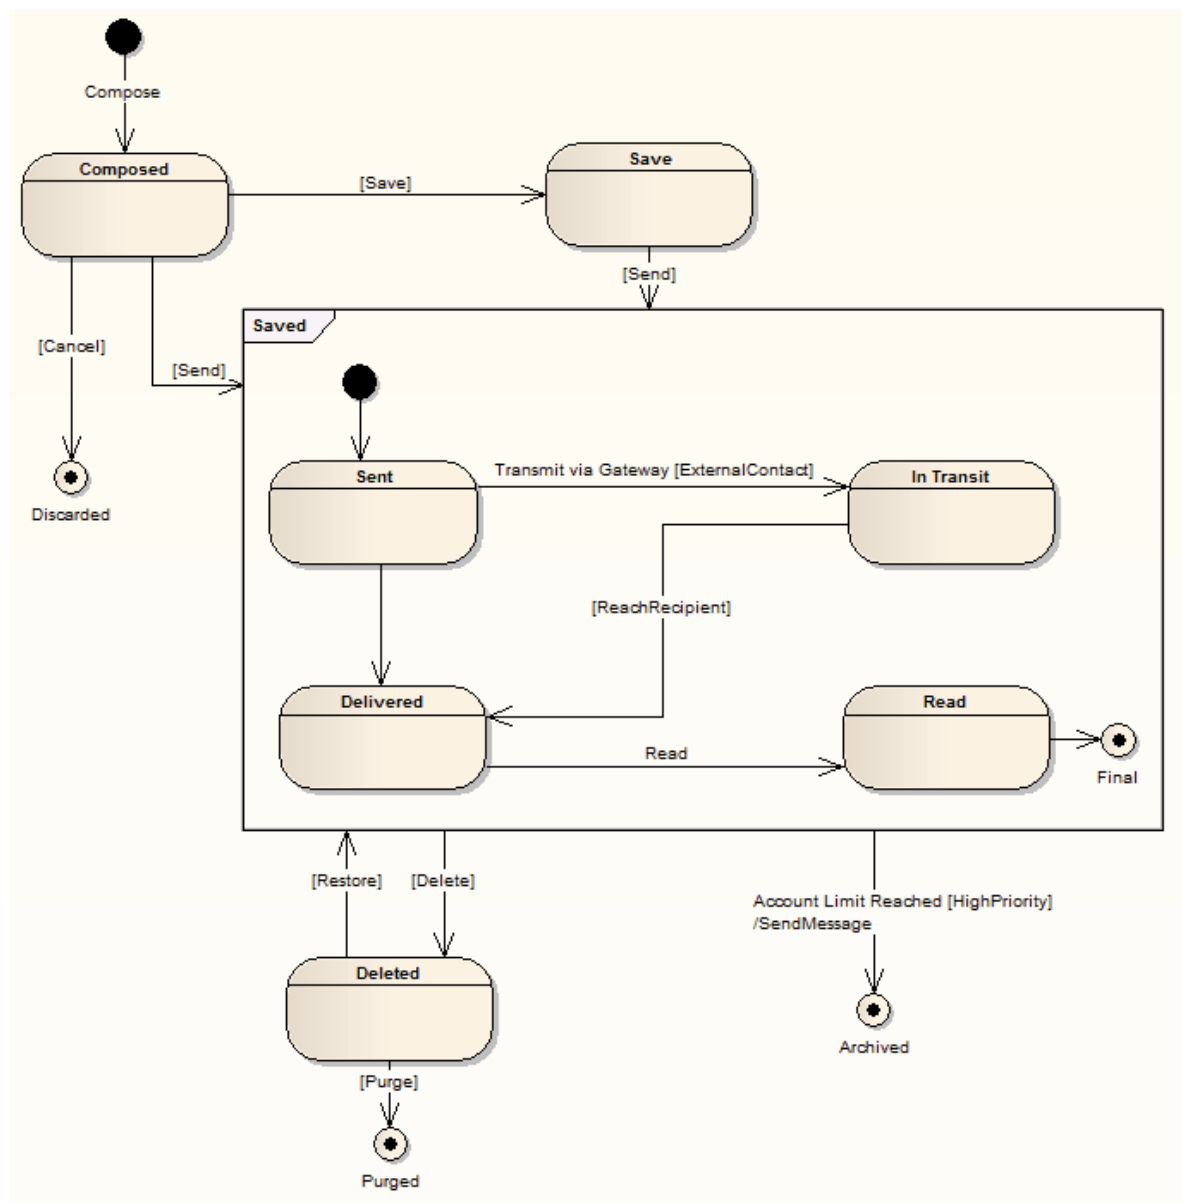 Compose
Composed
Save
[Save]
[Send]
Saved
[Cancel]
[Send]
Sent
Transmit via Gateway [ExternalContact]
In Transit
Discarded
[ReachRecipient]
Delivered
Read
Read
Final
[Restore]
[Delete]
Account Limit Reached [HighPriority]
/SendMessage
Deleted
Archived
[Purge]
Purged